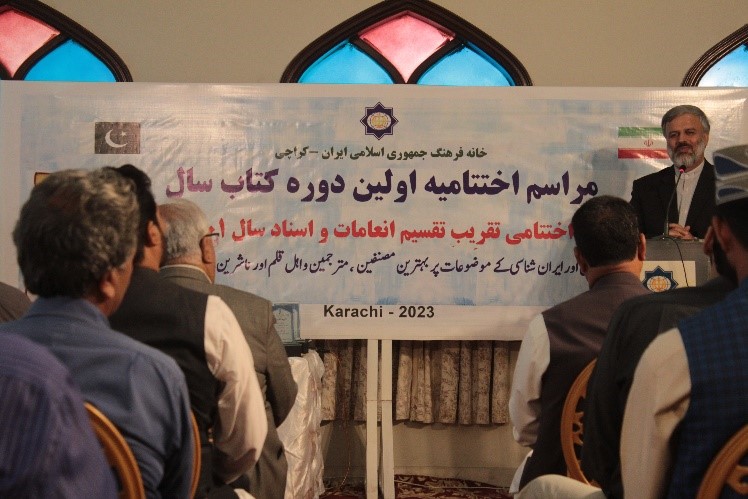 خانه فرهنگ جمهوری اسلامی ایران - کراچی
مراسم اختتامیه اولین دوره کتاب سال
اختتامی تقریب تقسیم انعامات و اسناد سال
اور ایران شناسی کے موضوعات پر بہترین مصنفین ، مترجمین و اہل قلم اور ناشرین
Karachi - 2023